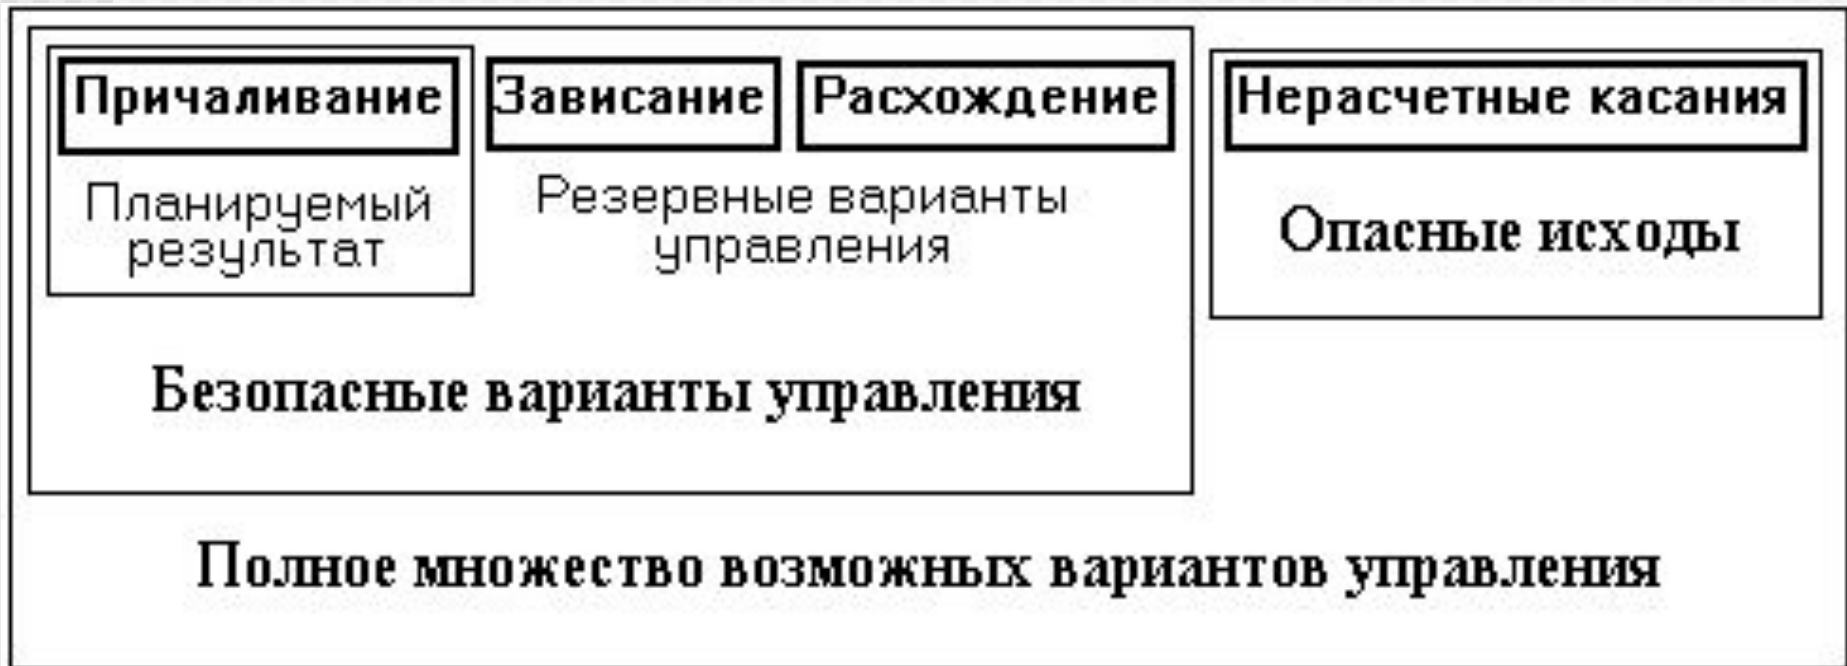 Причаливание
Зависание
Расхождение
Нерасчетные касания
Планируемый
результат
Резервные варианты
управления
Опасные исходы
Безопасные варианты управления
Полное множество возможных вариантов управления